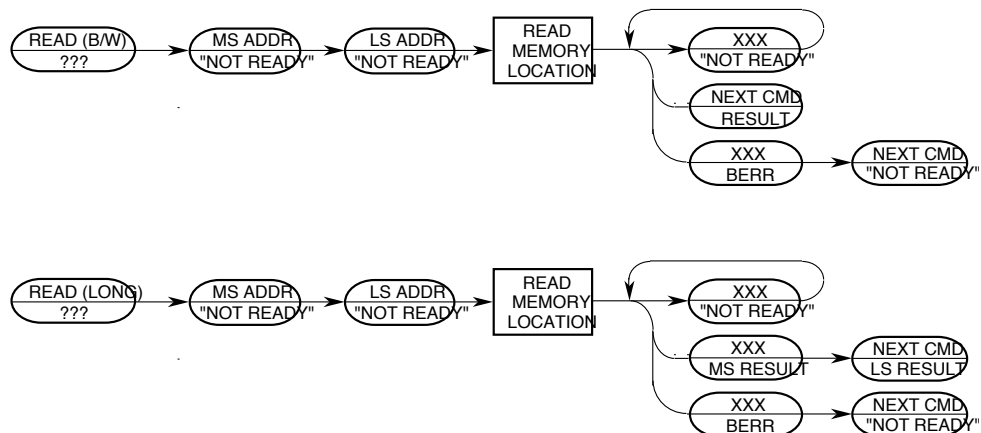 READ (B/W)
???
MS ADDR
"NOT READY"
LS ADDR
"NOT READY"
READ
MEMORY
LOCATION
XXX
"NOT READY"
NEXT CMD
RESULT
XXX
BERR
NEXT CMD
"NOT READY"
READ (LONG)
???
MS ADDR
"NOT READY"
LS ADDR
"NOT READY"
READ
MEMORY
LOCATION
XXX
"NOT READY"
XXX
MS RESULT
NEXT CMD
LS RESULT
XXX
BERR
NEXT CMD
"NOT READY"